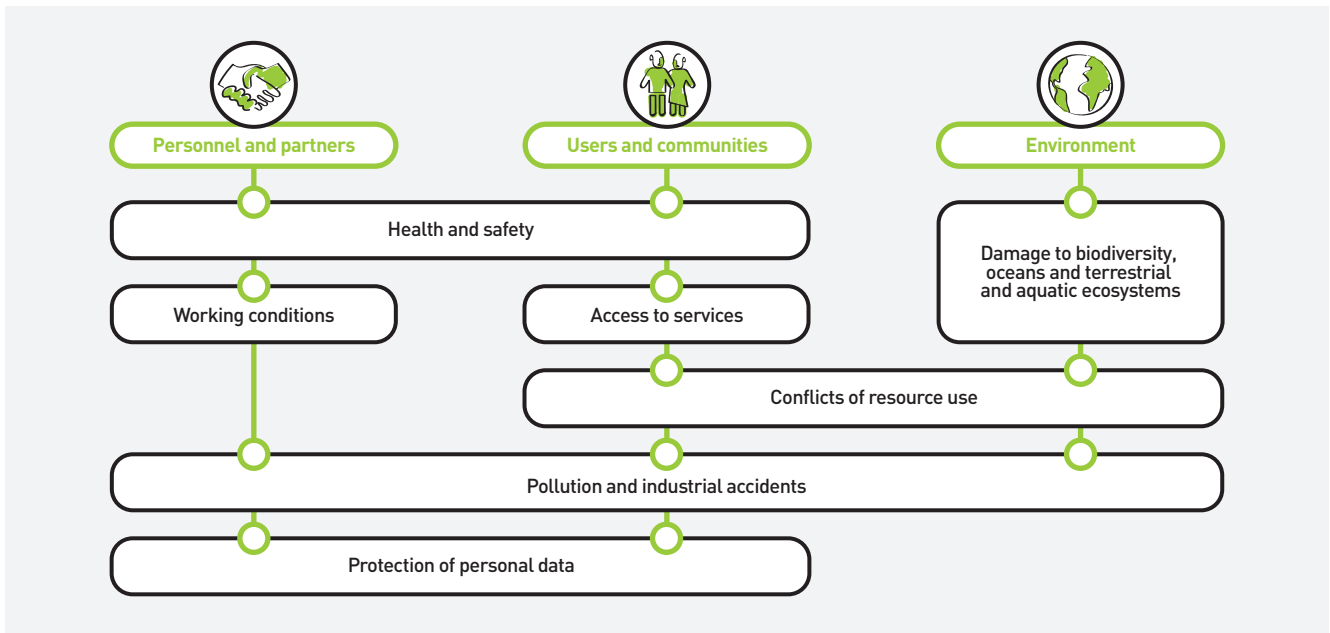 Personnel and partners
Users and communities
Environment
Health and safety
Damage to biodiversity,
oceans and terrestrial
and aquatic ecosystems
Working conditions
Access to services
Conflicts of resource use
Pollution and industrial accidents
Protection of personal data